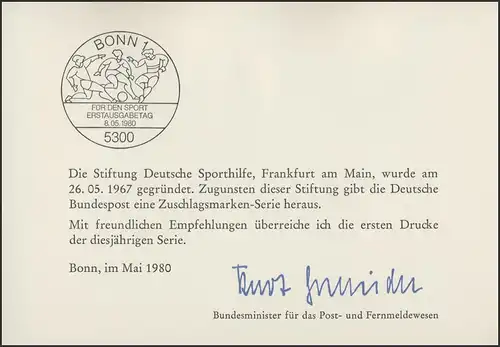 BONN 1
FÜR DEN SPORT
ERSTAUSGABETAG
8.05.1980
5300
Die Stiftung Deutsche Sporthilfe, Frankfurt am Main, wurde am
26. 05. 1967 gegründet. Zugunsten dieser Stiftung gibt die Deutsche
Bundespost eine Zuschlagsmarken-Serie heraus.
Mit freundlichen Empfehlungen überreiche ich die ersten Drucke
der diesjährigen Serie.
Bonn, im Mai 1980
Kurt
Bundesminister für das Post- und Fernmeldewesen